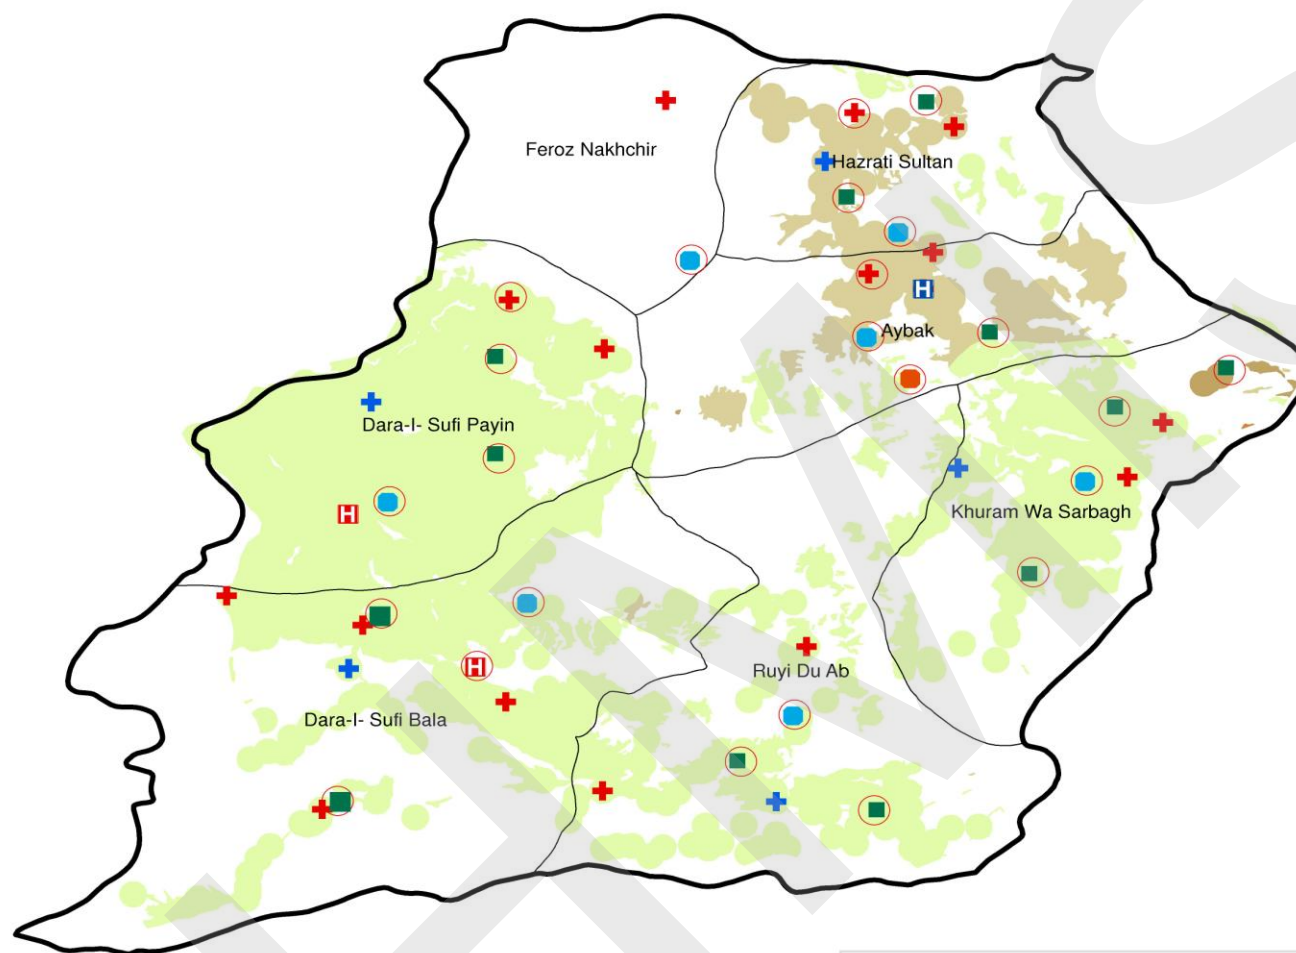 Feroz Nakhchir
Hazrati Sultan
H
Aybak
Dara-I- Sufi Payin
H
Khuram Wa Sarbagh
H
Ruyi Du Ab
Dara-I- Sufi Bala